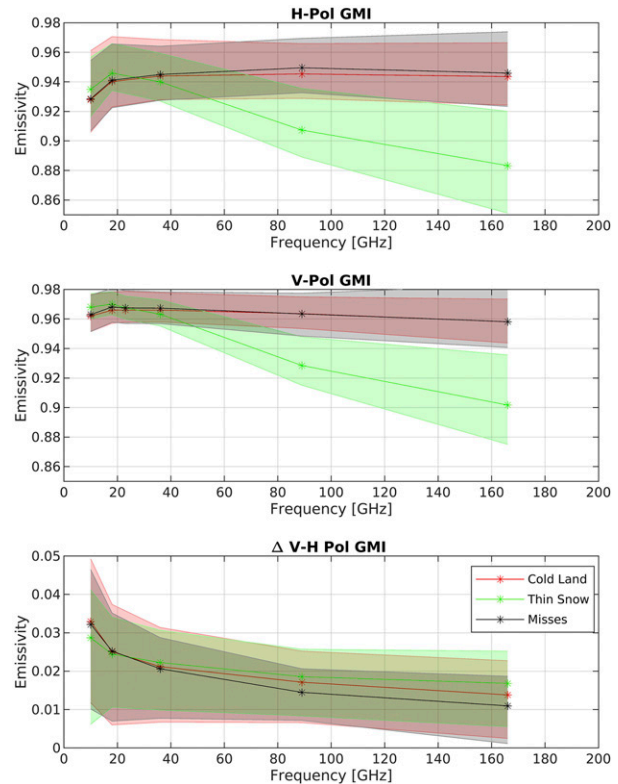 H-Pol GMI
Emissivity
0.98
0.96
0.94
0.92
0.9
0.88
0.86
0 20 40 60 80 100 120 140 160 180 200
Frequency [GHz]
V-Pol GMI
Emissivity
0.98
0.96
0.94
0.92
0.9
0.88
0.86
0 20 40 60 80 100 120 140 160 180 200
Frequency [GHz]
Δ V-H Pol GMI
Emissivity
0.05
0.04
0.03
0.02
0.01
0
Cold Land
Thin Snow
Misses
0 20 40 60 80 100 120 140 160 180 200
Frequency [GHz]